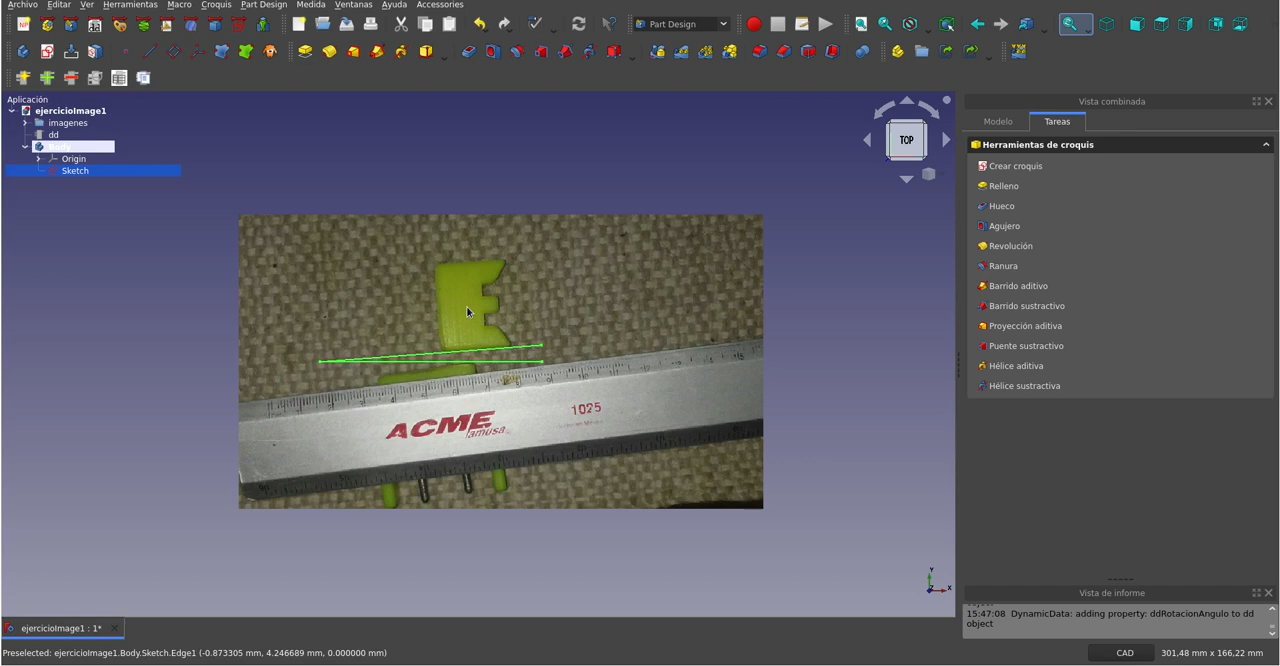 Archivo Editar Ver Herramientas Macro Croquis Part Design Medida Ventanas Ayuda Accessories
Part Design
Aplicación
ejercicioImage1
imagenes
dd
Body
Origin
Sketch
TOP
ACME
lamusa
1025
Y
X
Vista combinada
Modelo Tareas
Herramientas de croquis
Crear croquis
Relleno
Hueco
Agujero
Revolución
Ranura
Barrido aditivo
Barrido sustractivo
Proyección aditiva
Puente sustractivo
Hélice aditiva
Hélice sustractiva
Vista de informe
15:47:08 DynamicData: adding property: ddRotacionAngulo to dd
object
ejercicioImage1 : 1*
Preselected: ejercicioImage1.Body.Sketch.Edge1 (-0.873305 mm, 4.246689 mm, 0.000000 mm)
CAD
301,48 mm x 166,22 mm